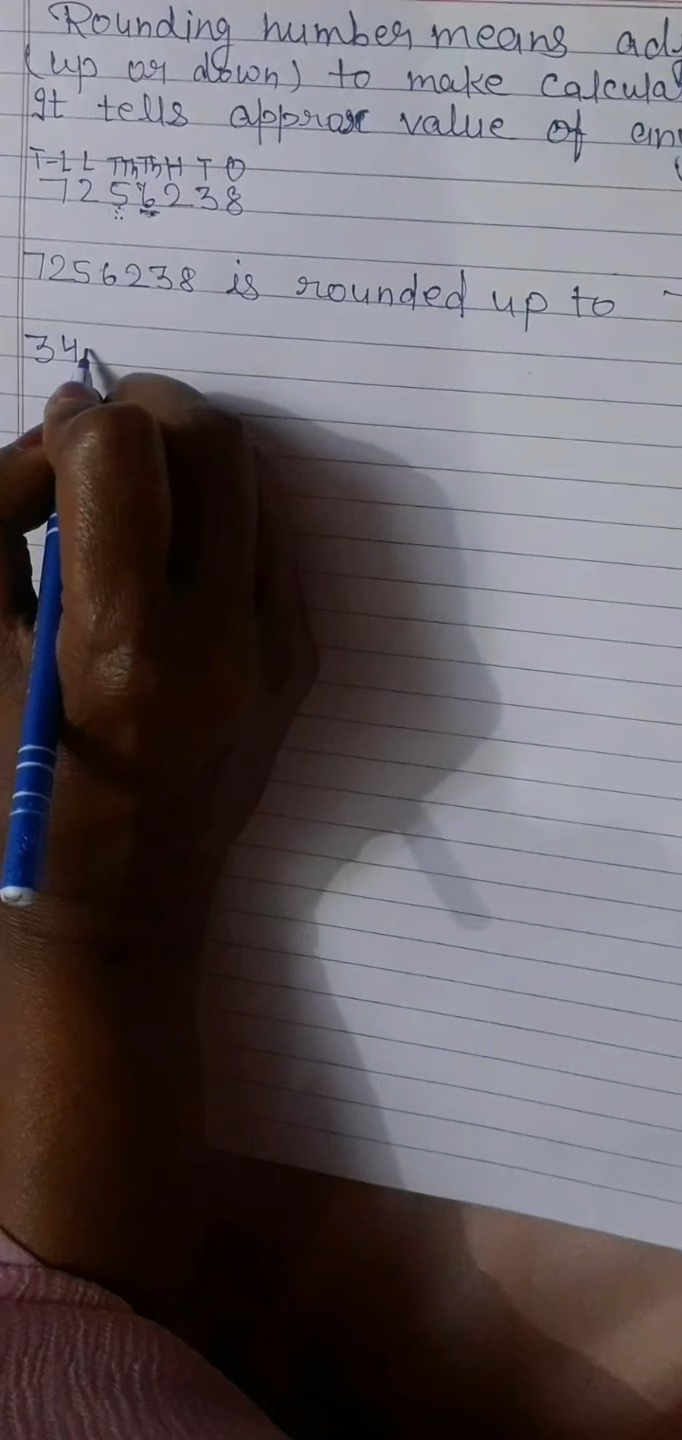 Rounding number means adj
(up or down) to make calcula
It tells approx value of an
T-L L TTh Th H T O
7256238
7256238 is rounded up to
34